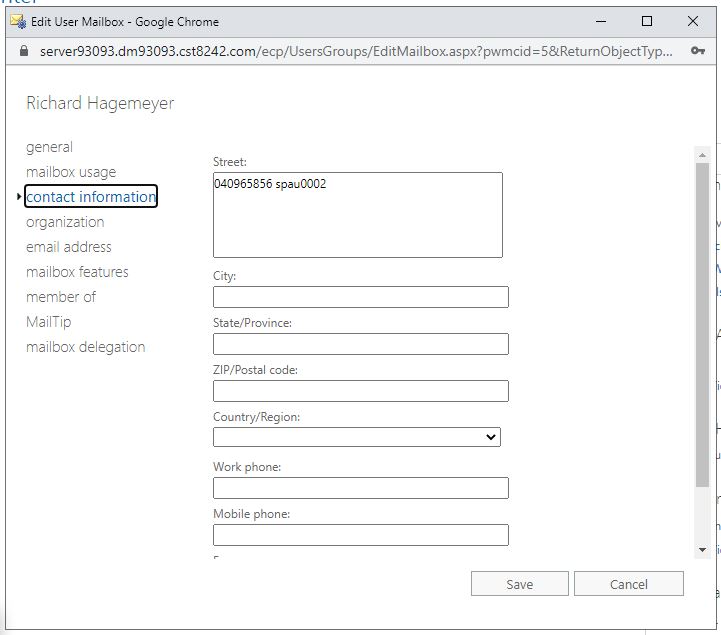 Edit User Mailbox - Google Chrome
server93093.dm93093.cst8242.com/ecp/UsersGroups/EditMailbox.aspx?pwmcid=5&ReturnObjectTyp...
Richard Hagemeyer
general
mailbox usage
contact information
organization
email address
mailbox features
member of
MailTip
mailbox delegation
Street:
040965856 spau0002
City:
State/Province:
ZIP/Postal code:
Country/Region:
Work phone:
Mobile phone:
Save
Cancel